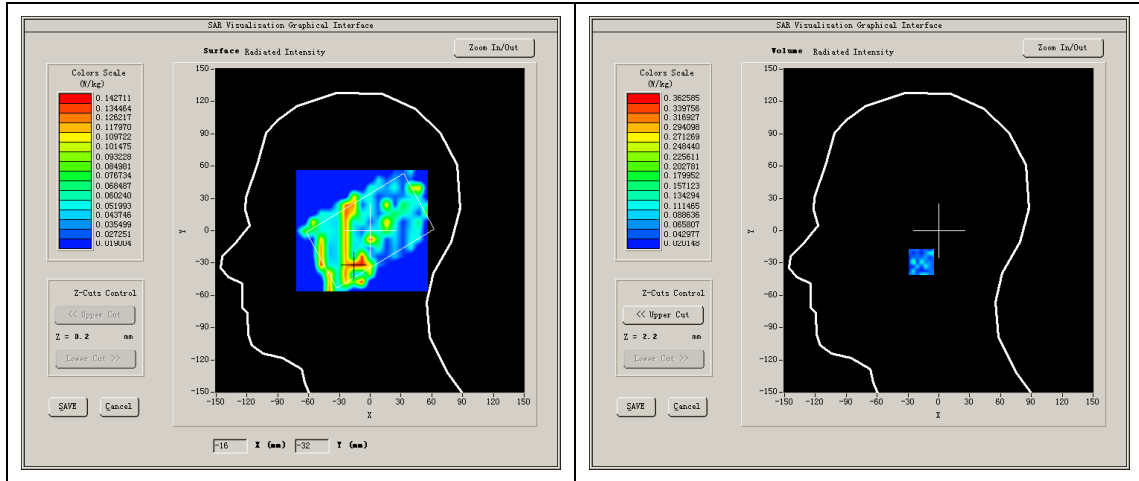 SAR Visualisation Graphical Interface
Surface Radiated Intensity
Zoom In/Out
Colors Scale
(W/kg)
0.142711
0.134464
0.126217
0.117970
0.109722
0.101475
0.093228
0.084981
0.076734
0.068487
0.060240
0.051993
0.043746
0.035499
0.027251
0.019004
150
120
90
60
30
0
-30
-60
-90
-120
-150
Y
-150 -120 -90 -60 -30 0 30 60 90 120 150
X
Z-Cuts Control
<< Upper Cut
Z = 0.2 mm
Lower Cut >>
SAVE Cancel
-16 X (mm) -32 Y (mm)
SAR Visualisation Graphical Interface
Volume Radiated Intensity
Zoom In/Out
Colors Scale
(W/kg)
0.362585
0.339756
0.316927
0.294098
0.271269
0.248440
0.225611
0.202781
0.179952
0.157123
0.134294
0.111465
0.088636
0.065807
0.042977
0.020148
150
120
90
60
30
0
-30
-60
-90
-120
-150
Y
-150 -120 -90 -60 -30 0 30 60 90 120 150
X
Z-Cuts Control
<< Upper Cut
Z = 2.2 mm
Lower Cut >>
SAVE Cancel